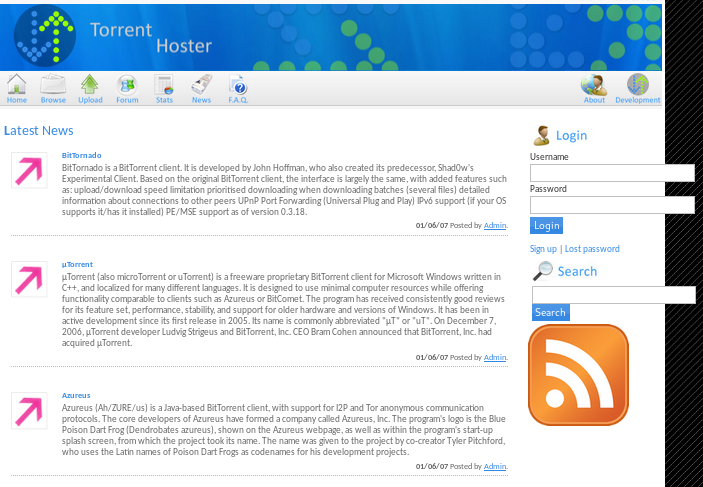 Torrent
Hoster
Home Browse Upload Forum Stats News F.A.Q. About Development
Latest News
BitTornado
BitTornado is a BitTorrent client. It is developed by John Hoffman, who also created its predecessor, Shad0w's
Experimental Client. Based on the original BitTorrent client, the interface is largely the same, with added features such
as: upload/download speed limitation prioritised downloading when downloading batches (several files) detailed
information about connections to other peers UPnP Port Forwarding (Universal Plug and Play) IPv6 support (if your OS
supports it/has it installed) PE/MSE support as of version 0.3.18.
01/06/07 Posted by Admin.
µTorrent
µTorrent (also microTorrent or uTorrent) is a freeware proprietary BitTorrent client for Microsoft Windows written in
C++, and localized for many different languages. It is designed to use minimal computer resources while offering
functionality comparable to clients such as Azureus or BitComet. The program has received consistently good reviews
for its feature set, performance, stability, and support for older hardware and versions of Windows. It has been in
active development since its first release in 2005. Its name is commonly abbreviated "µT" or "uT". On December 7,
2006, µTorrent developer Ludvig Strigeus and BitTorrent, Inc. CEO Bram Cohen announced that BitTorrent, Inc. had
acquired µTorrent.
01/06/07 Posted by Admin.
Azureus
Azureus (Ah/ZURE/us) is a Java-based BitTorrent client, with support for I2P and Tor anonymous communication
protocols. The core developers of Azureus have formed a company called Azureus, Inc. The program's logo is the Blue
Poison Dart Frog (Dendrobates azureus), shown on the Azureus webpage, as well as within the program's start-up
splash screen, from which the project took its name. The name was given to the project by co-creator Tyler Pitchford,
who uses the Latin names of Poison Dart Frogs as codenames for his development projects.
01/06/07 Posted by Admin.
Login
Username
Password
Login
Sign up | Lost password
Search
Search